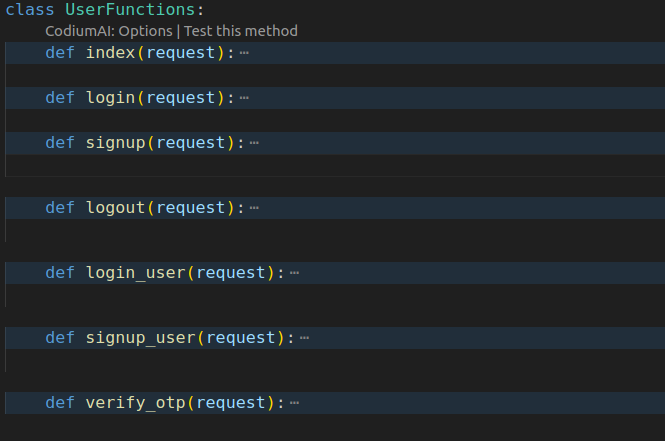 class UserFunctions:
CodiumAI: Options | Test this method
def index(request):⋯
def login(request):⋯
def signup(request):⋯
def logout(request):⋯
def login_user(request):⋯
def signup_user(request):⋯
def verify_otp(request):⋯